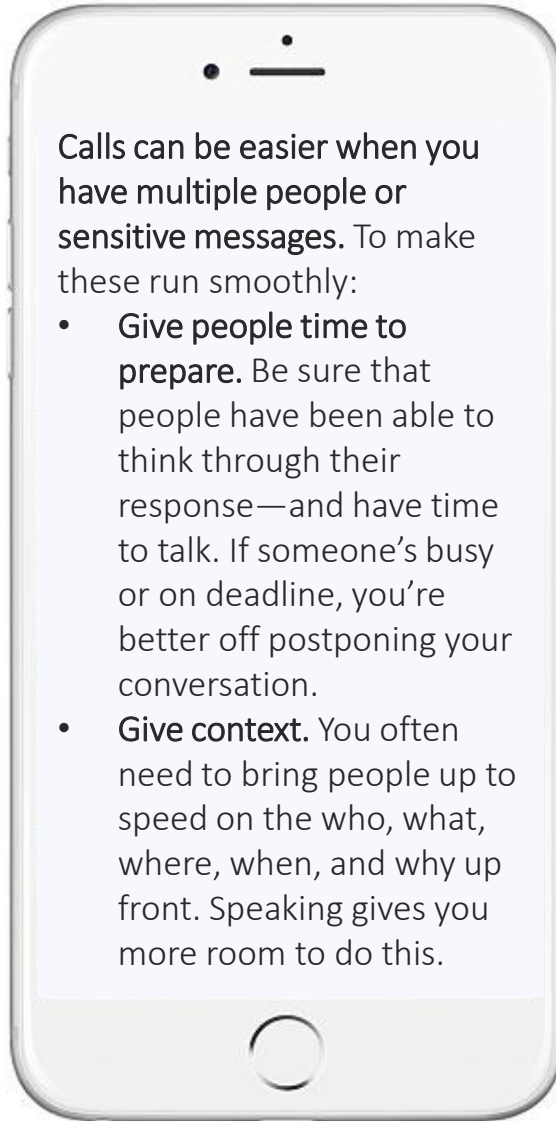 Calls can be easier when you
have multiple people or
sensitive messages. To make
these run smoothly:
• Give people time to
prepare. Be sure that
people have been able to
think through their
response—and have time
to talk. If someone’s busy
or on deadline, you’re
better off postponing your
conversation.
• Give context. You often
need to bring people up to
speed on the who, what,
where, when, and why up
front. Speaking gives you
more room to do this.